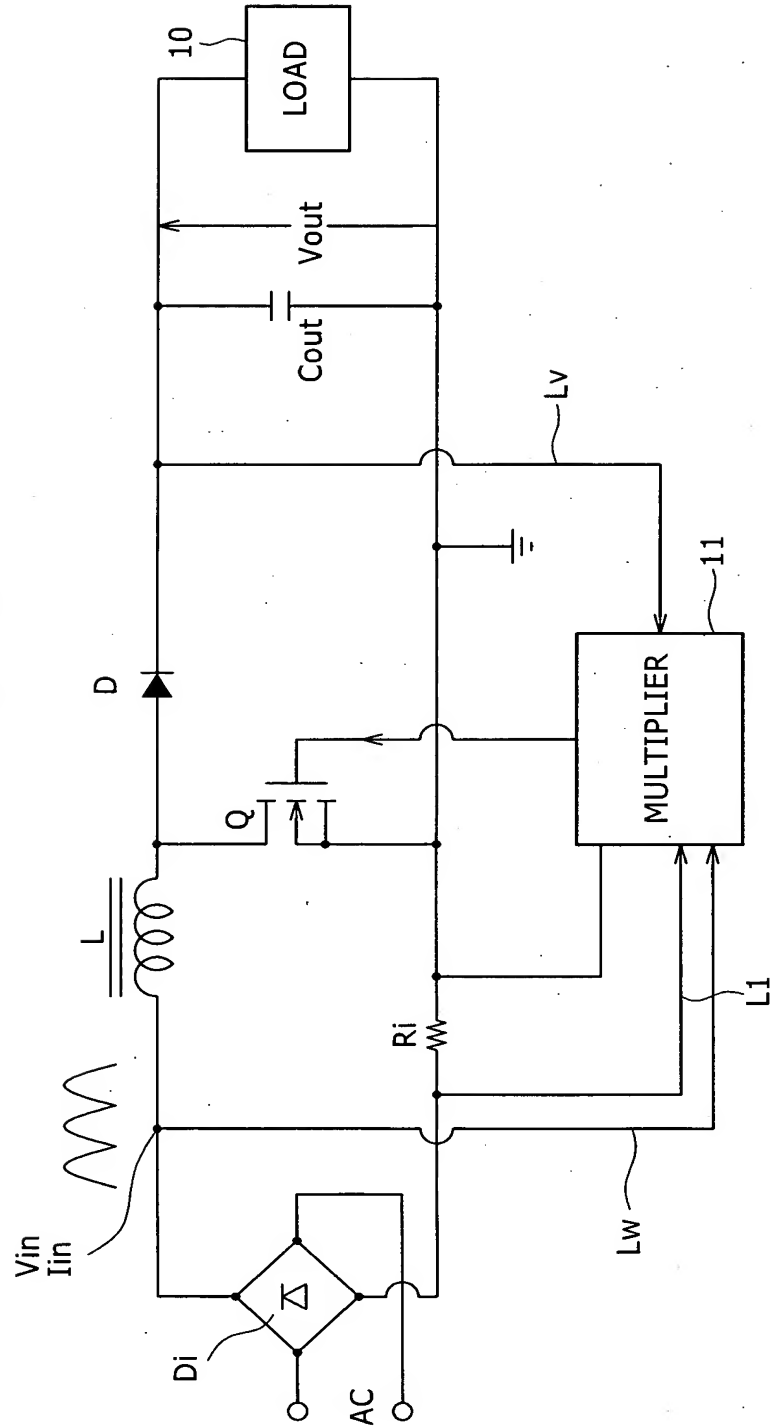 Vin
Iin
L
D
10
LOAD
Q
Vout
Cout
Di
AC
Ri
Lv
Lw
L1
MULTIPLIER
11